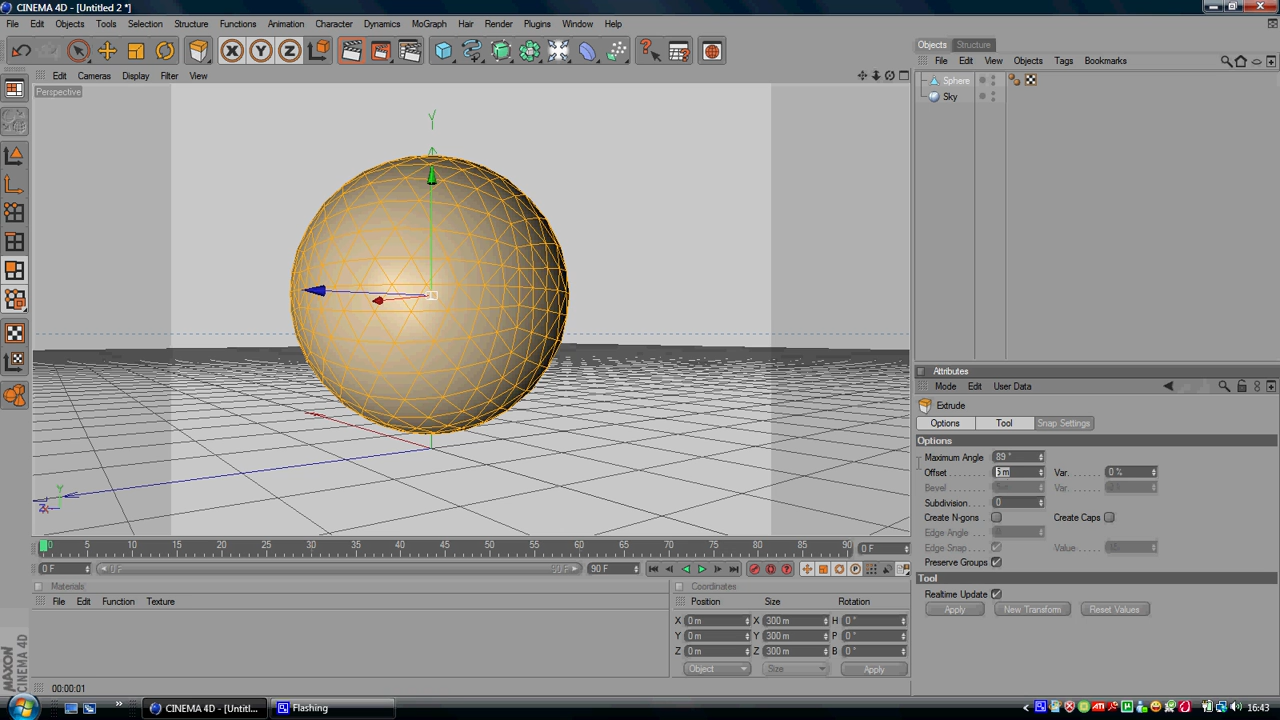 CINEMA 4D - [Untitled 2 *]
File Edit Objects Tools Selection Structure Functions Animation Character Dynamics MoGraph Hair Render Plugins Window Help
X Y Z
Objects Structure
File Edit View Objects Tags Bookmarks
Edit Cameras Display Filter View
Perspective
Sphere
Sky
Y
Y
Attributes
Mode Edit User Data
Extrude
Options Tool Snap Settings
Options
Maximum Angle 89 °
Offset 5 m Var. 0 %
Bevel Var.
Subdivision 0
Create N-gons Create Caps
Edge Angle
Edge Snap Value
Preserve Groups
Tool
Realtime Update
Apply New Transform Reset Values
0 5 10 15 20 25 30 35 40 45 50 55 60 65 70 75 80 85 90 0 F
0 F 0 F 90 F 90 F
Materials
File Edit Function Texture
Coordinates
Position Size Rotation
X 0 m X 300 m H 0 °
Y 0 m Y 300 m P 0 °
Z 0 m Z 300 m B 0 °
Object Size Apply
MAXON
CINEMA 4D
00:00:01
CINEMA 4D - [Untitl... Flashing 16:43